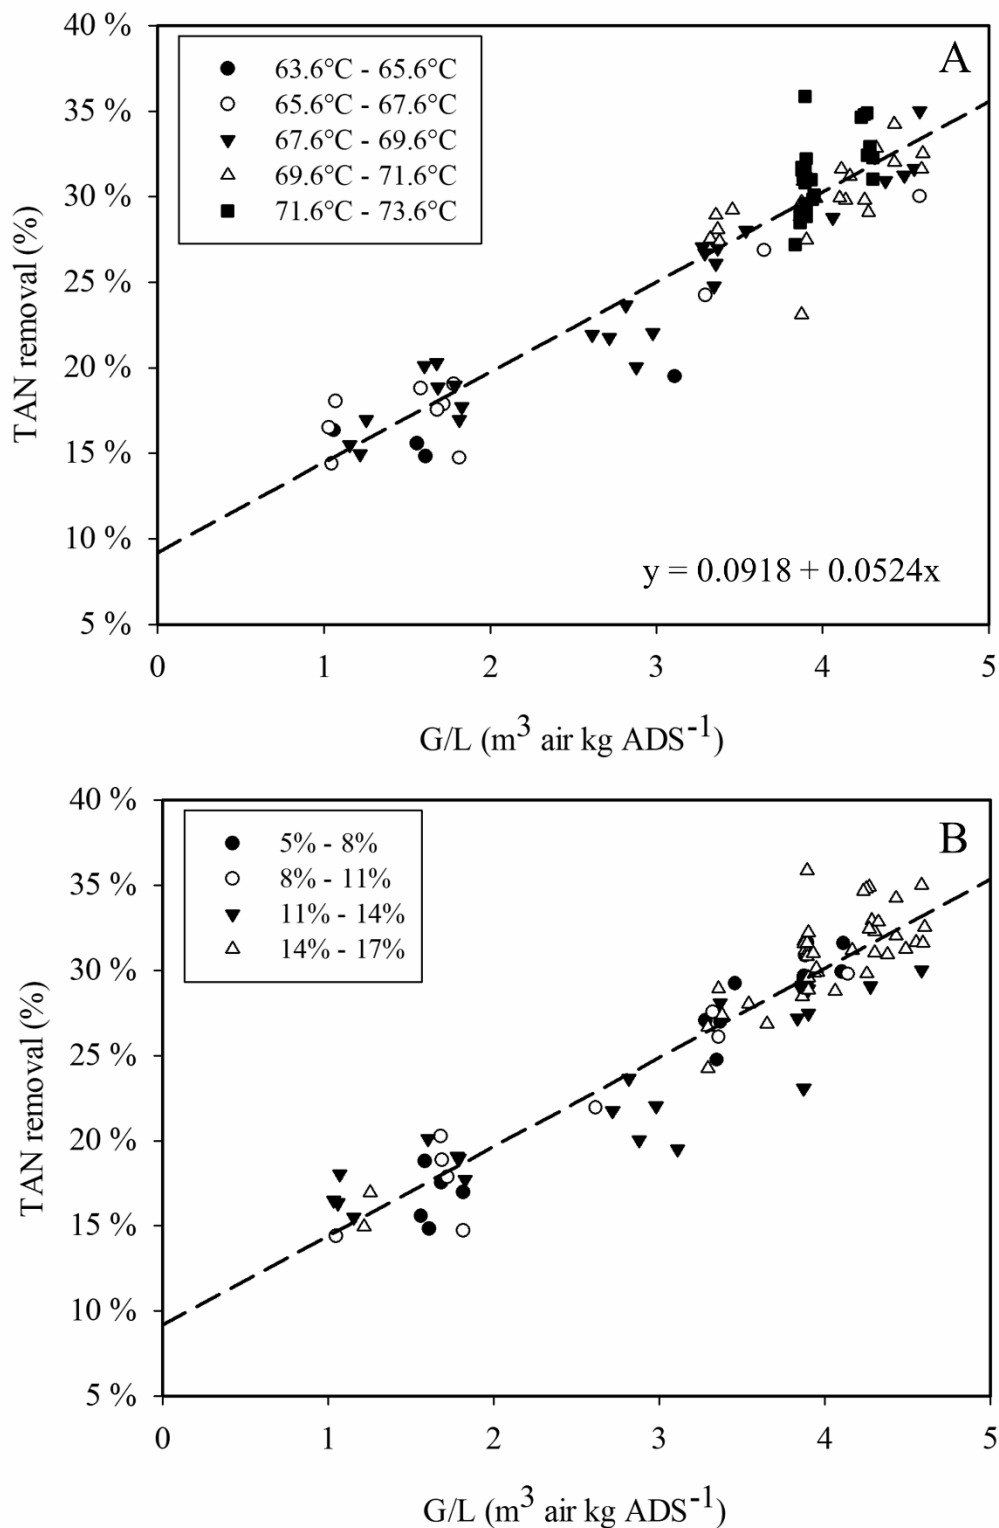 A
63.6°C - 65.6°C
65.6°C - 67.6°C
67.6°C - 69.6°C
69.6°C - 71.6°C
71.6°C - 73.6°C
40 %
35 %
30 %
25 %
20 %
15 %
10 %
5 %
TAN removal (%)
y = 0.0918 + 0.0524x
0 1 2 3 4 5
G/L (m³ air kg ADS⁻¹)
B
5% - 8%
8% - 11%
11% - 14%
14% - 17%
40 %
35 %
30 %
25 %
20 %
15 %
10 %
5 %
TAN removal (%)
0 1 2 3 4 5
G/L (m³ air kg ADS⁻¹)